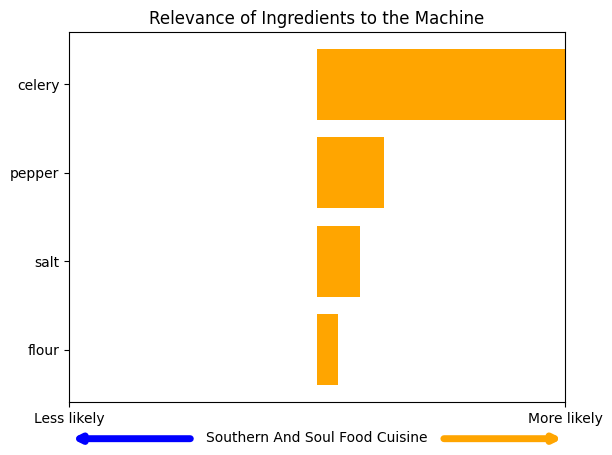 Relevance of Ingredients to the Machine
celery
pepper
salt
flour
Less likely More likely
Southern And Soul Food Cuisine